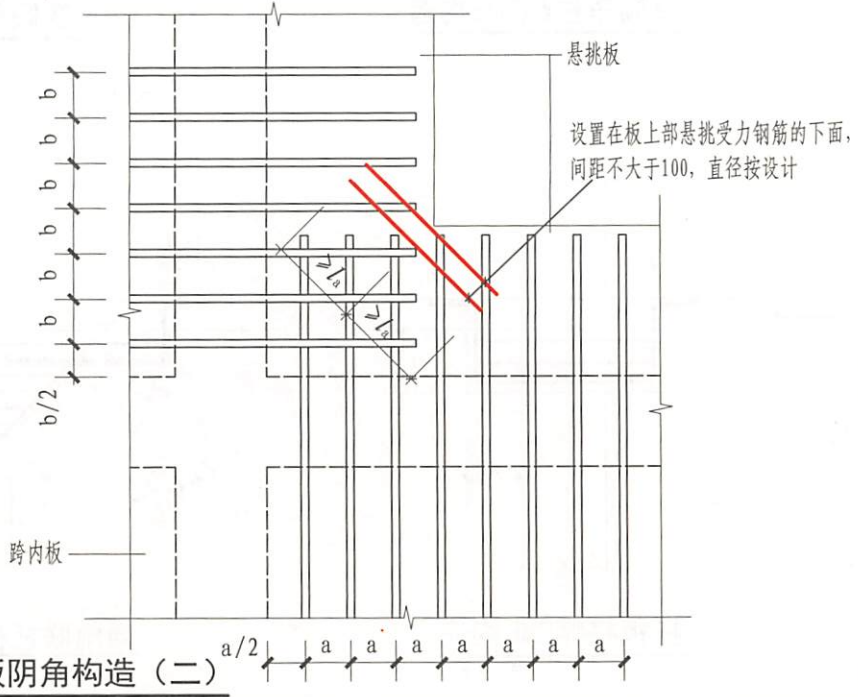 悬挑板
设置在板上部悬挑受力钢筋的下面，
间距不大于100，直径按设计
b
b
b
b
b
b
b/2
≥la
≥la
跨内板
a/2 a a a a a a a
阴角构造（二）